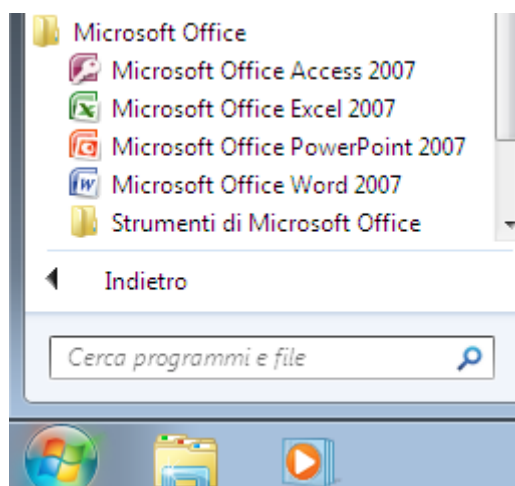 Microsoft Office
Microsoft Office Access 2007
Microsoft Office Excel 2007
Microsoft Office PowerPoint 2007
Microsoft Office Word 2007
Strumenti di Microsoft Office
Indietro
Cerca programmi e file